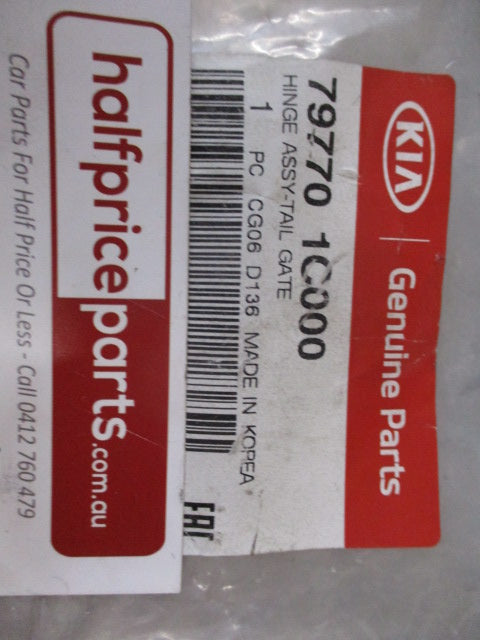 KIA
Genuine Parts
79770 1C000
HINGE ASSY-TAIL GATE
1 PC CG06 D136 MADE IN KOREA
EAC
halfpriceparts.com.au
Car Parts For Half Price Or Less - Call 0412 760 479